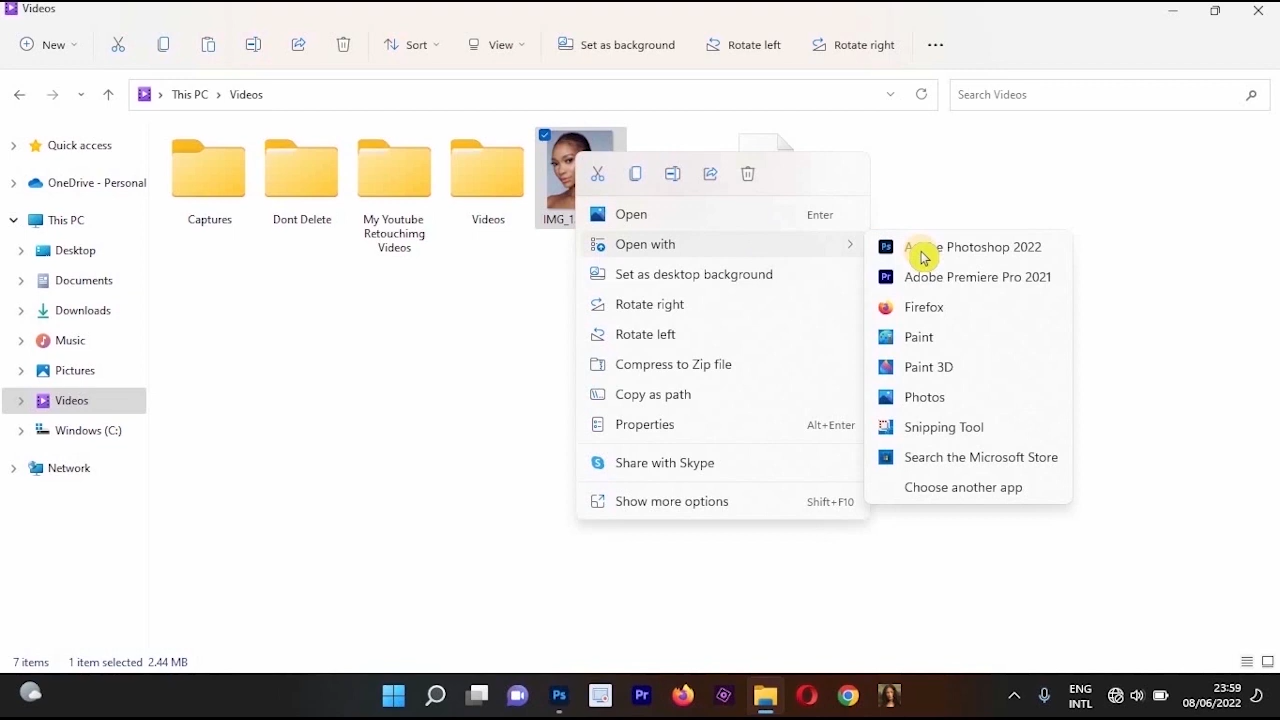 Videos
New
Sort
View
Set as background
Rotate left
Rotate right
This PC
Videos
Search Videos
Quick access
OneDrive - Personal
This PC
Desktop
Documents
Downloads
Music
Pictures
Videos
Windows (C:)
Network
Captures
Dont Delete
My Youtube
Retouchimg
Videos
Videos
IMG_1
Open Enter
Open with
Set as desktop background
Rotate right
Rotate left
Compress to Zip file
Copy as path
Properties Alt+Enter
Share with Skype
Show more options Shift+F10
Adobe Photoshop 2022
Adobe Premiere Pro 2021
Firefox
Paint
Paint 3D
Photos
Snipping Tool
Search the Microsoft Store
Choose another app
7 items 1 item selected 2.44 MB
ENG
INTL
23:59
08/06/2022